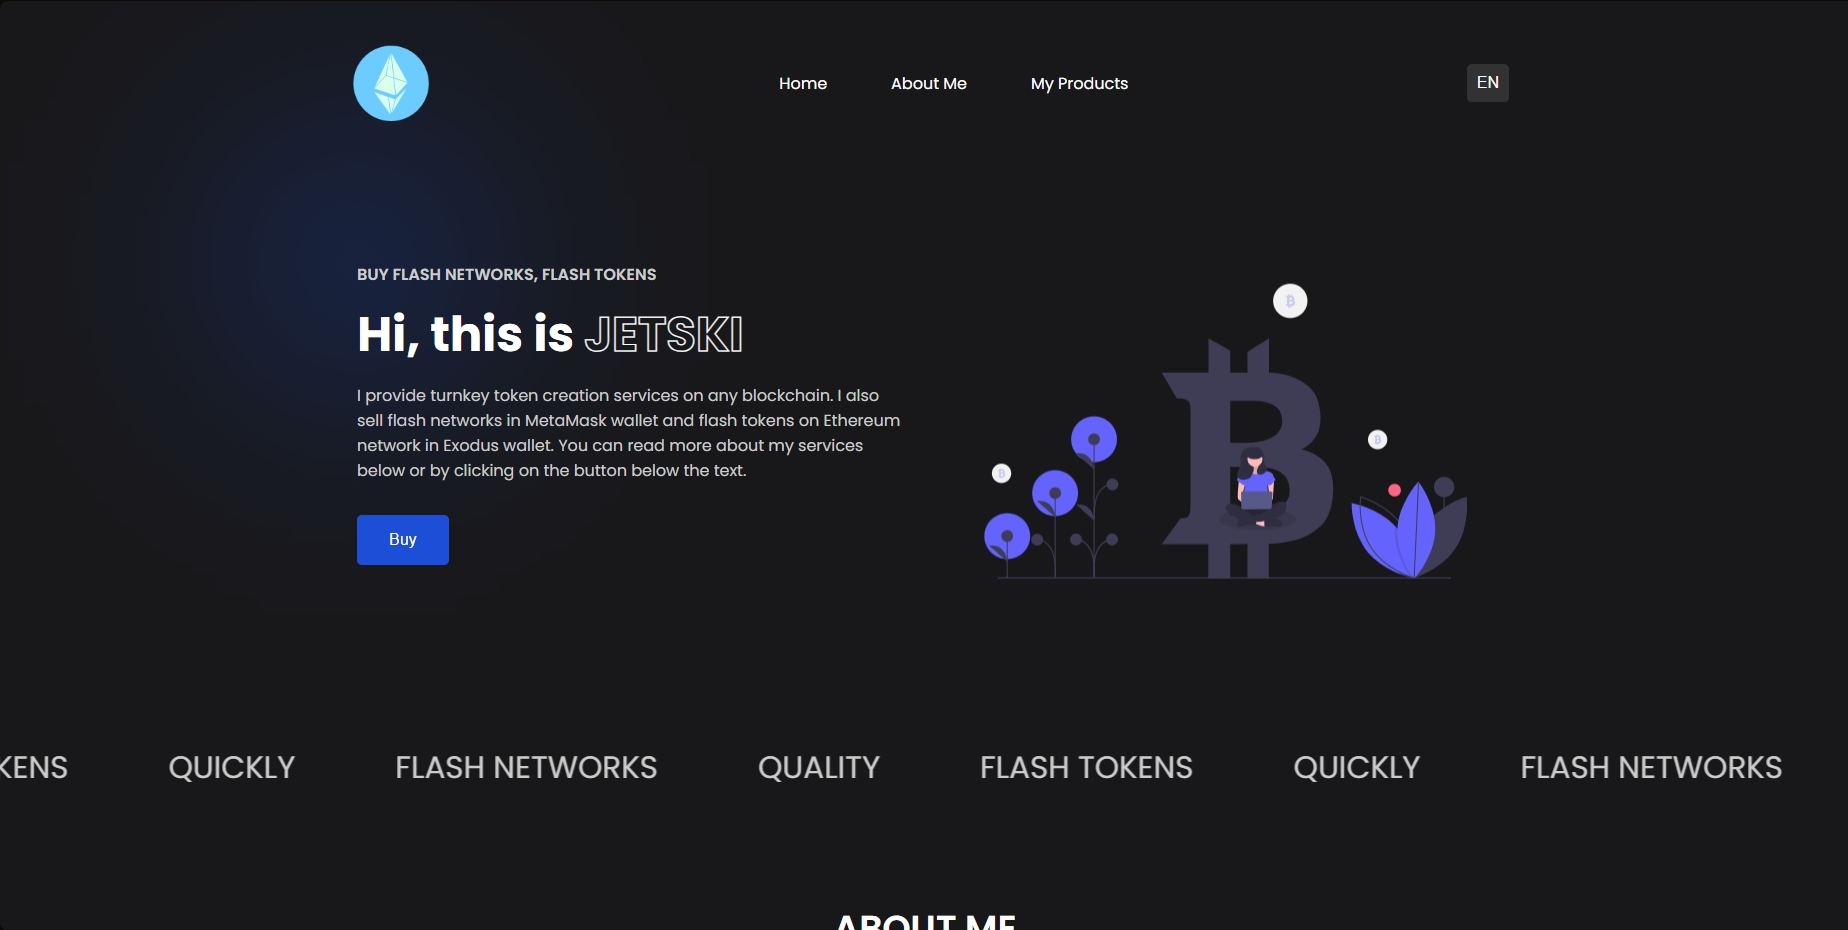 Home
About Me
My Products
EN
BUY FLASH NETWORKS, FLASH TOKENS
Hi, this is JETSKI
I provide turnkey token creation services on any blockchain. I also
sell flash networks in MetaMask wallet and flash tokens on Ethereum
network in Exodus wallet. You can read more about my services
below or by clicking on the button below the text.
Buy
KENS QUICKLY FLASH NETWORKS QUALITY FLASH TOKENS QUICKLY FLASH NETWORKS
ABOUT ME